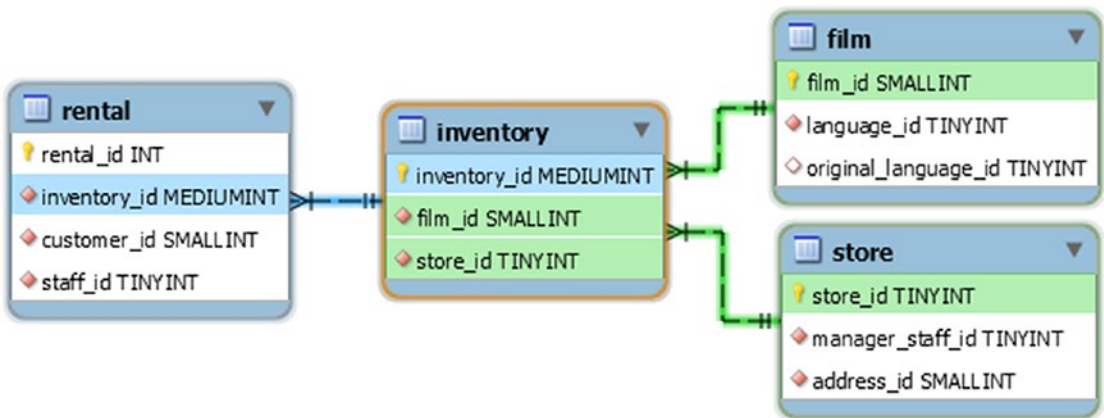 rental
rental_id INT
inventory_id MEDIUMINT
customer_id SMALLINT
staff_id TINYINT
inventory
inventory_id MEDIUMINT
film_id SMALLINT
store_id TINYINT
film
film_id SMALLINT
language_id TINYINT
original_language_id TINYINT
store
store_id TINYINT
manager_staff_id TINYINT
address_id SMALLINT